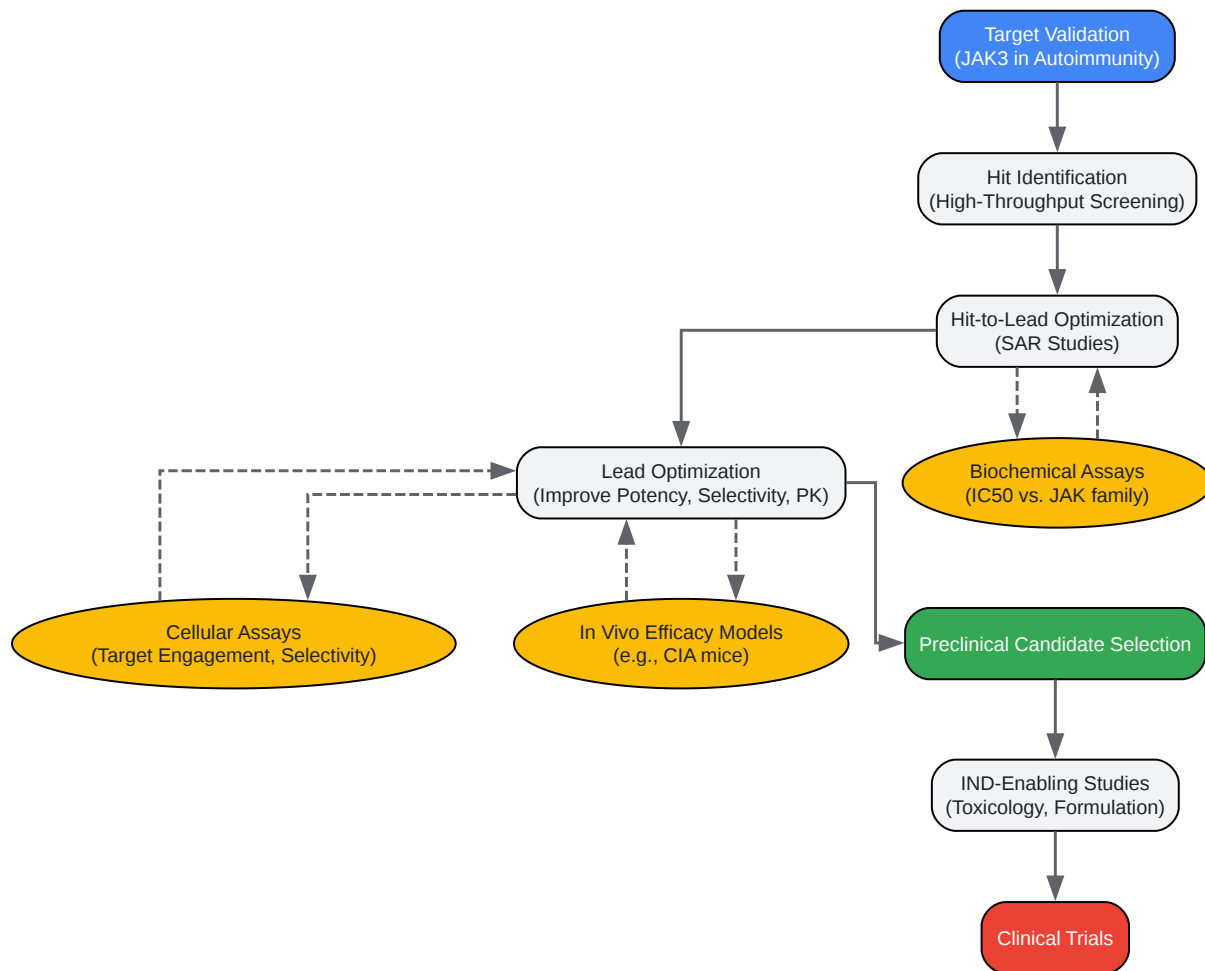 Target Validation
(JAK3 in Autoimmunity)
Hit Identification
(High-Throughput Screening)
Hit-to-Lead Optimization
(SAR Studies)
Lead Optimization
(Improve Potency, Selectivity, PK)
Biochemical Assays
(IC50 vs. JAK family)
Cellular Assays
(Target Engagement, Selectivity)
In Vivo Efficacy Models
(e.g., CIA mice)
Preclinical Candidate Selection
IND-Enabling Studies
(Toxicology, Formulation)
Clinical Trials